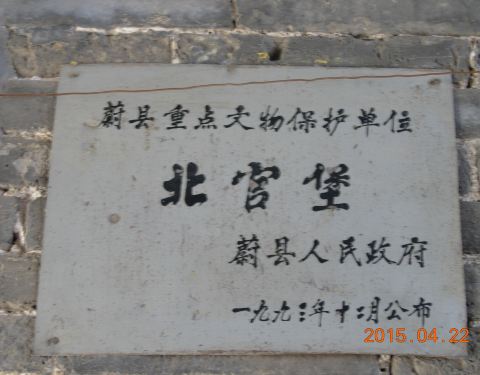 蔚县重点文物保护单位
北宫堡
蔚县人民政府
一九九三年十二月公布
2015.04.22